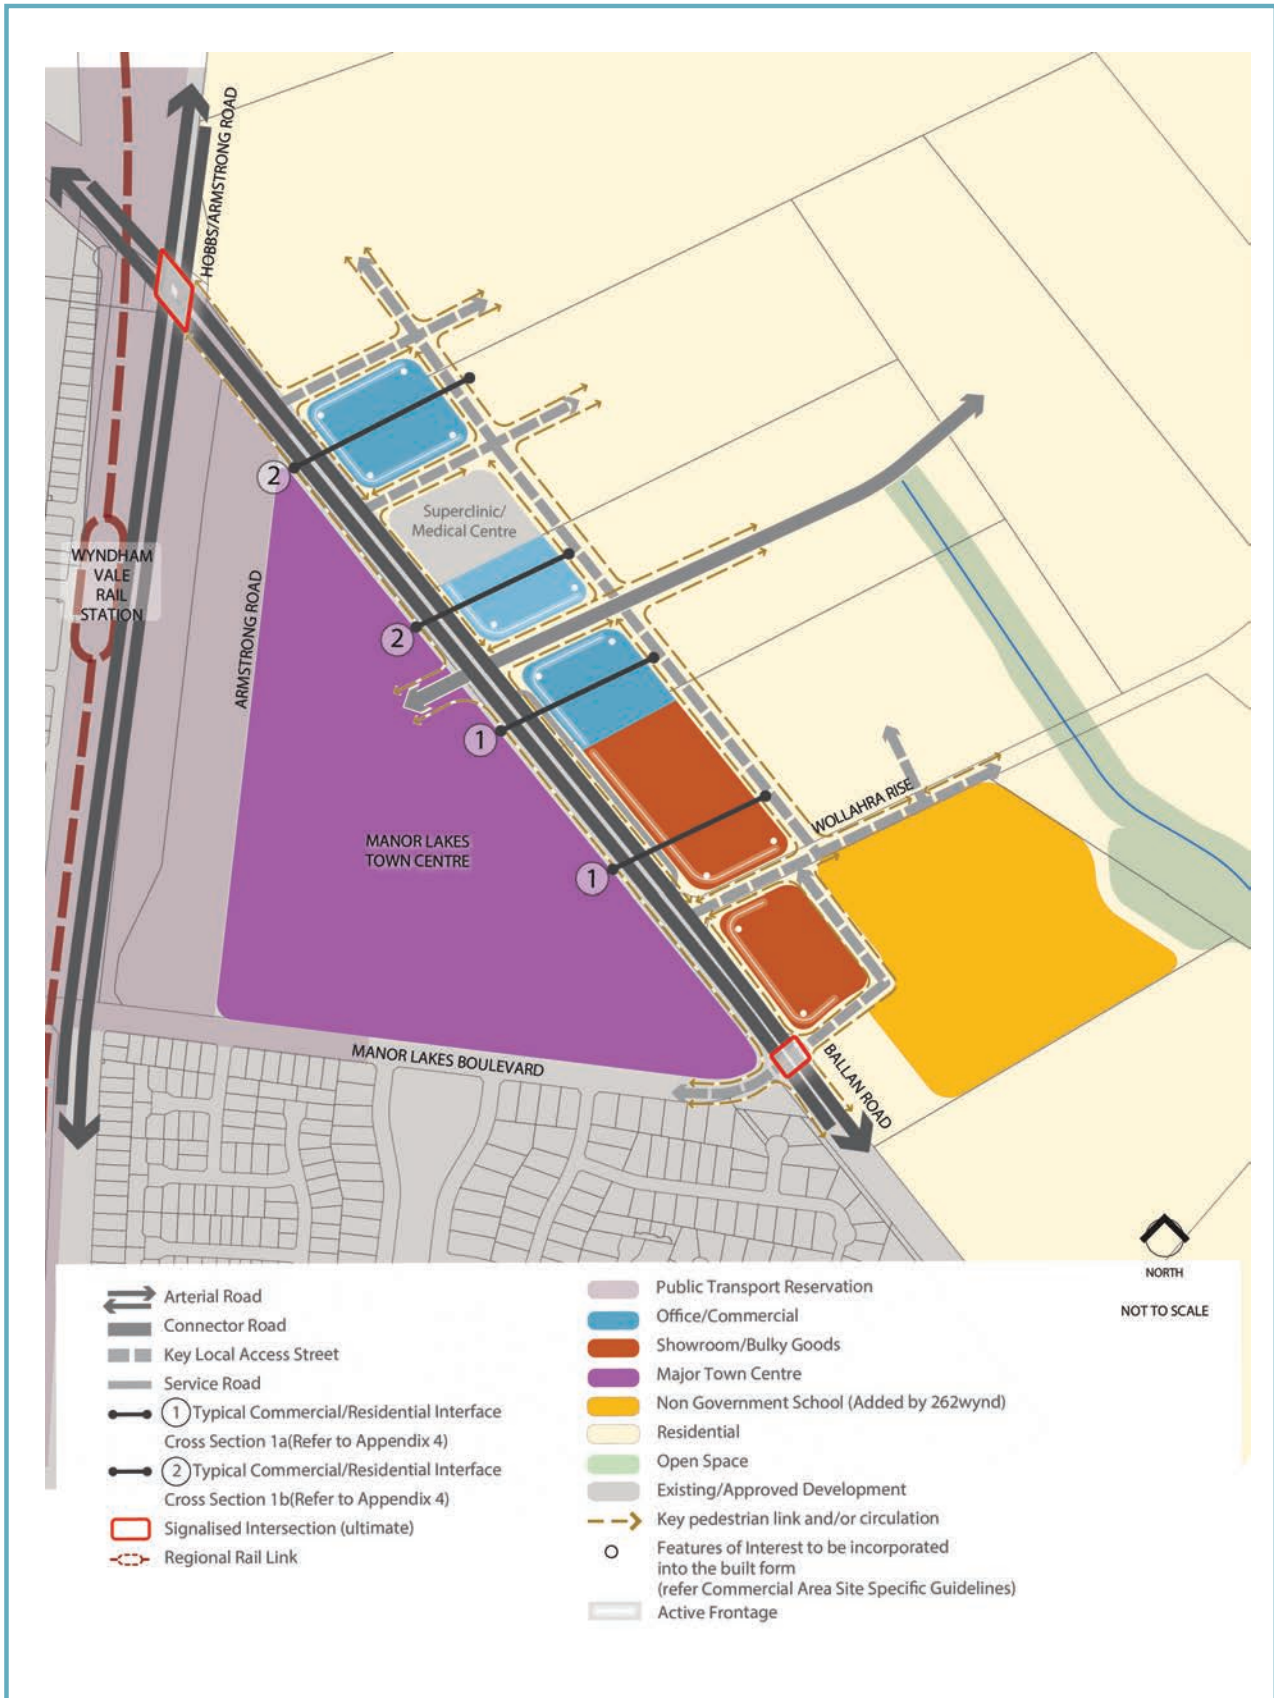 HOBBS/ARMSTRONG ROAD
2
Superclinic/
Medical Centre
WYNDHAM
VALE
RAIL
STATION
ARMSTRONG ROAD
2
1
MANOR LAKES
TOWN CENTRE
1
WOLLAHRA RISE
MANOR LAKES BOULEVARD
BALLAN ROAD
NORTH
NOT TO SCALE
Arterial Road
Connector Road
Key Local Access Street
Service Road
1 Typical Commercial/Residential Interface
Cross Section 1a(Refer to Appendix 4)
2 Typical Commercial/Residential Interface
Cross Section 1b(Refer to Appendix 4)
Signalised Intersection (ultimate)
Regional Rail Link
Public Transport Reservation
Office/Commercial
Showroom/Bulky Goods
Major Town Centre
Non Government School (Added by 262wynd)
Residential
Open Space
Existing/Approved Development
Key pedestrian link and/or circulation
Features of Interest to be incorporated
into the built form
(refer Commercial Area Site Specific Guidelines)
Active Frontage